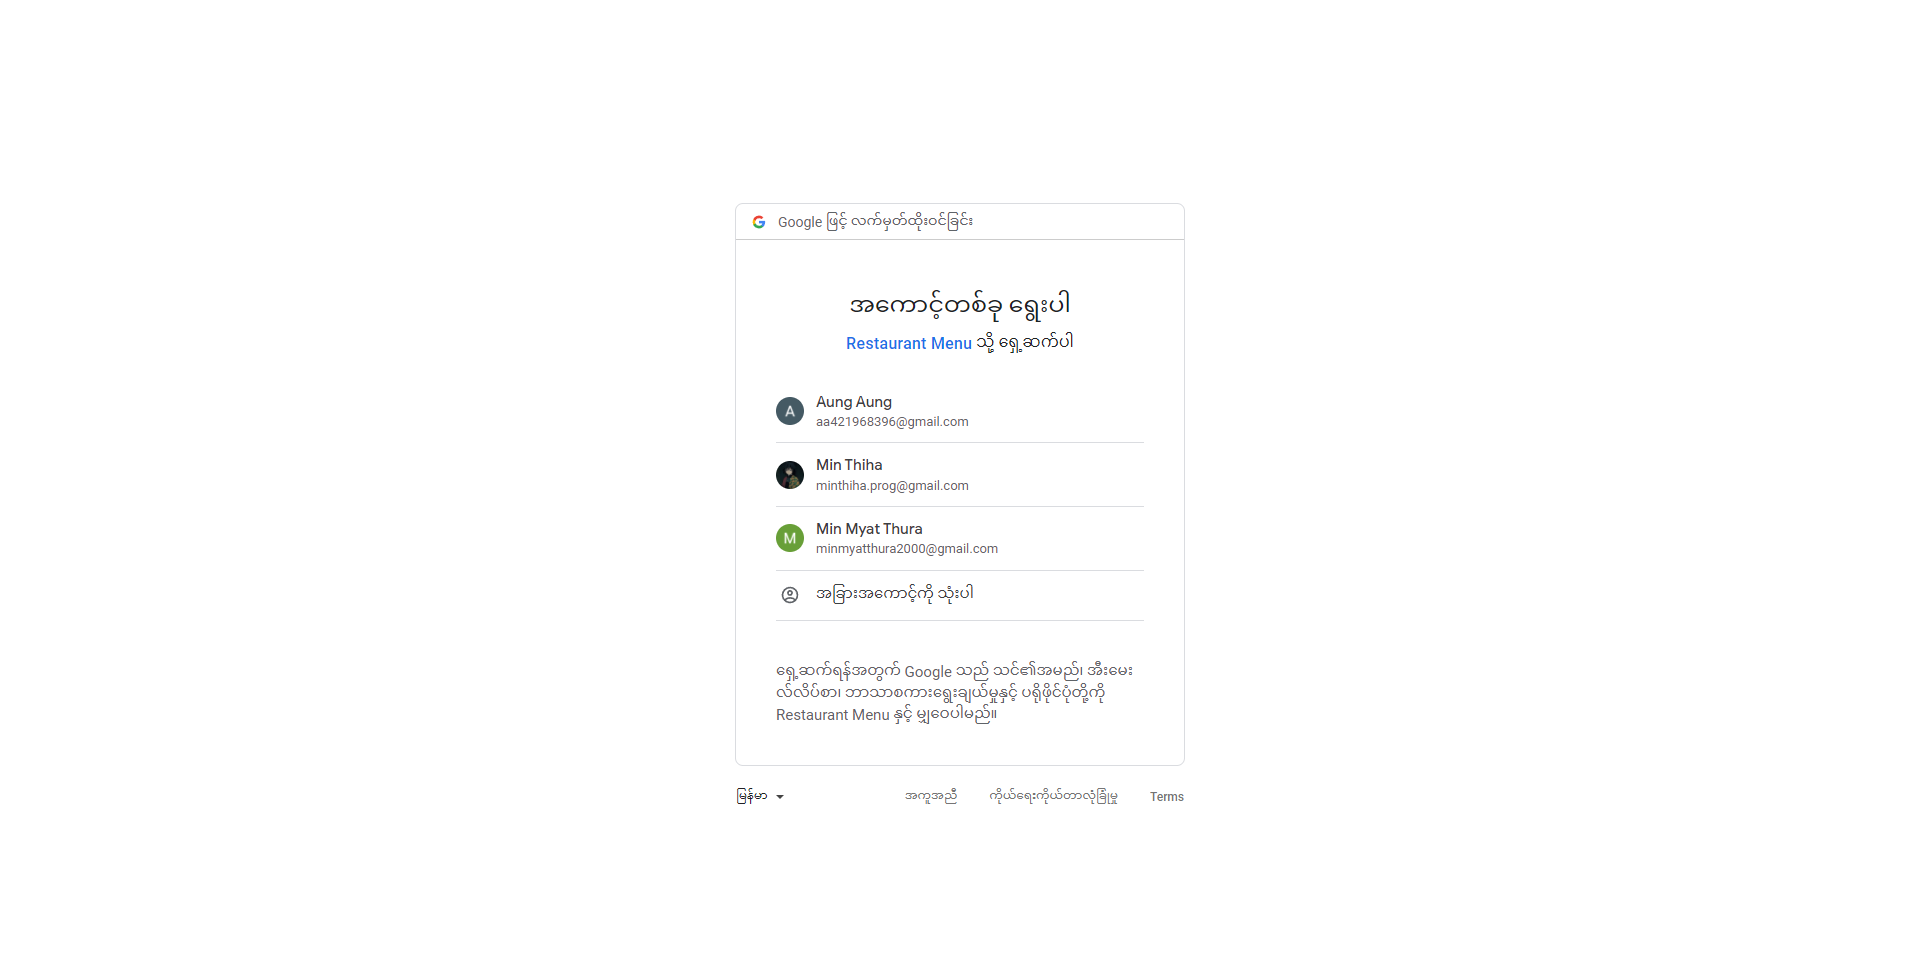 Google ဖြင့် လက်မှတ်ထိုးဝင်ခြင်း
အကောင့်တစ်ခု ရွေးပါ
Restaurant Menu သို့ ရှေ့ဆက်ပါ
A
Aung Aung
aa421968396@gmail.com
Min Thiha
minthiha.prog@gmail.com
M
Min Myat Thura
minmyatthura2000@gmail.com
အခြားအကောင့်ကို သုံးပါ
ရှေ့ဆက်ရန်အတွက် Google သည် သင်၏အမည်၊ အီးမေး
လ်လိပ်စာ၊ ဘာသာစကားရွေးချယ်မှုနှင့် ပရိုဖိုင်ပုံတို့ကို
Restaurant Menu နှင့် မျှဝေပါမည်။
မြန်မာ အကူအညီ ကိုယ်ရေးကိုယ်တာလုံခြုံမှု Terms